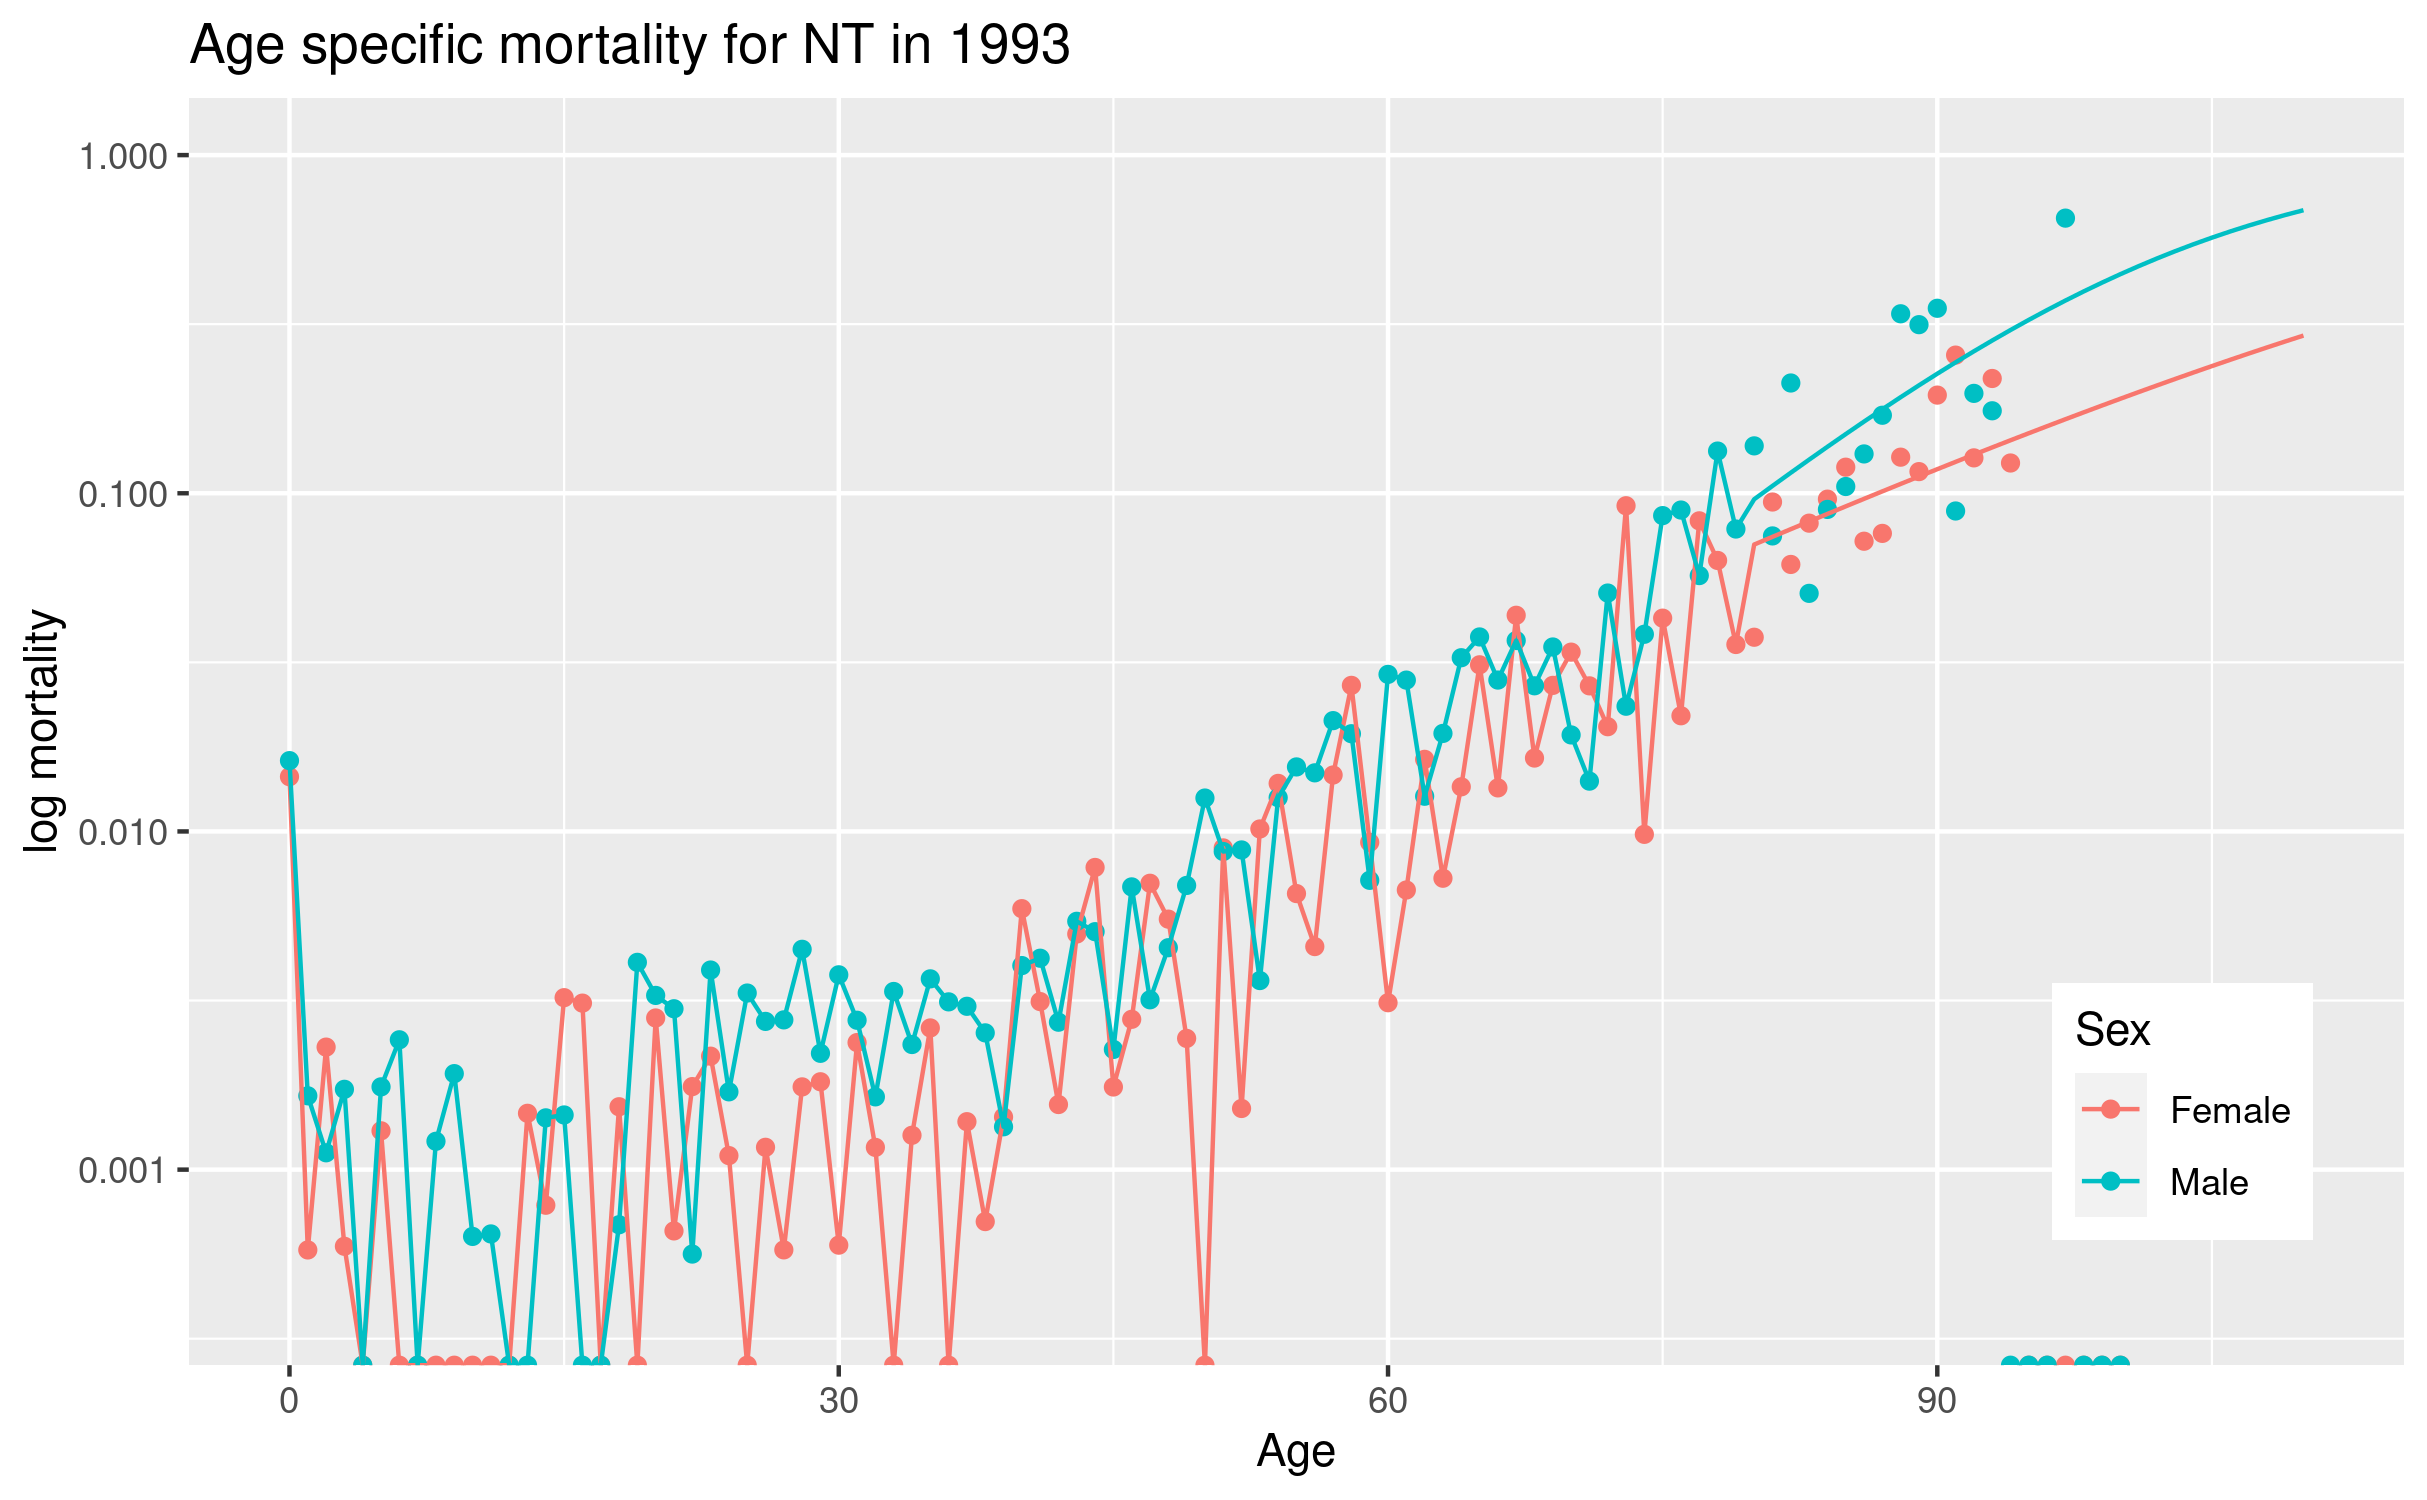 Age specific mortality for NT in 1993
1.000
0.100
0.010
0.001
log mortality
0 30 60 90
Age
Sex
Female
Male